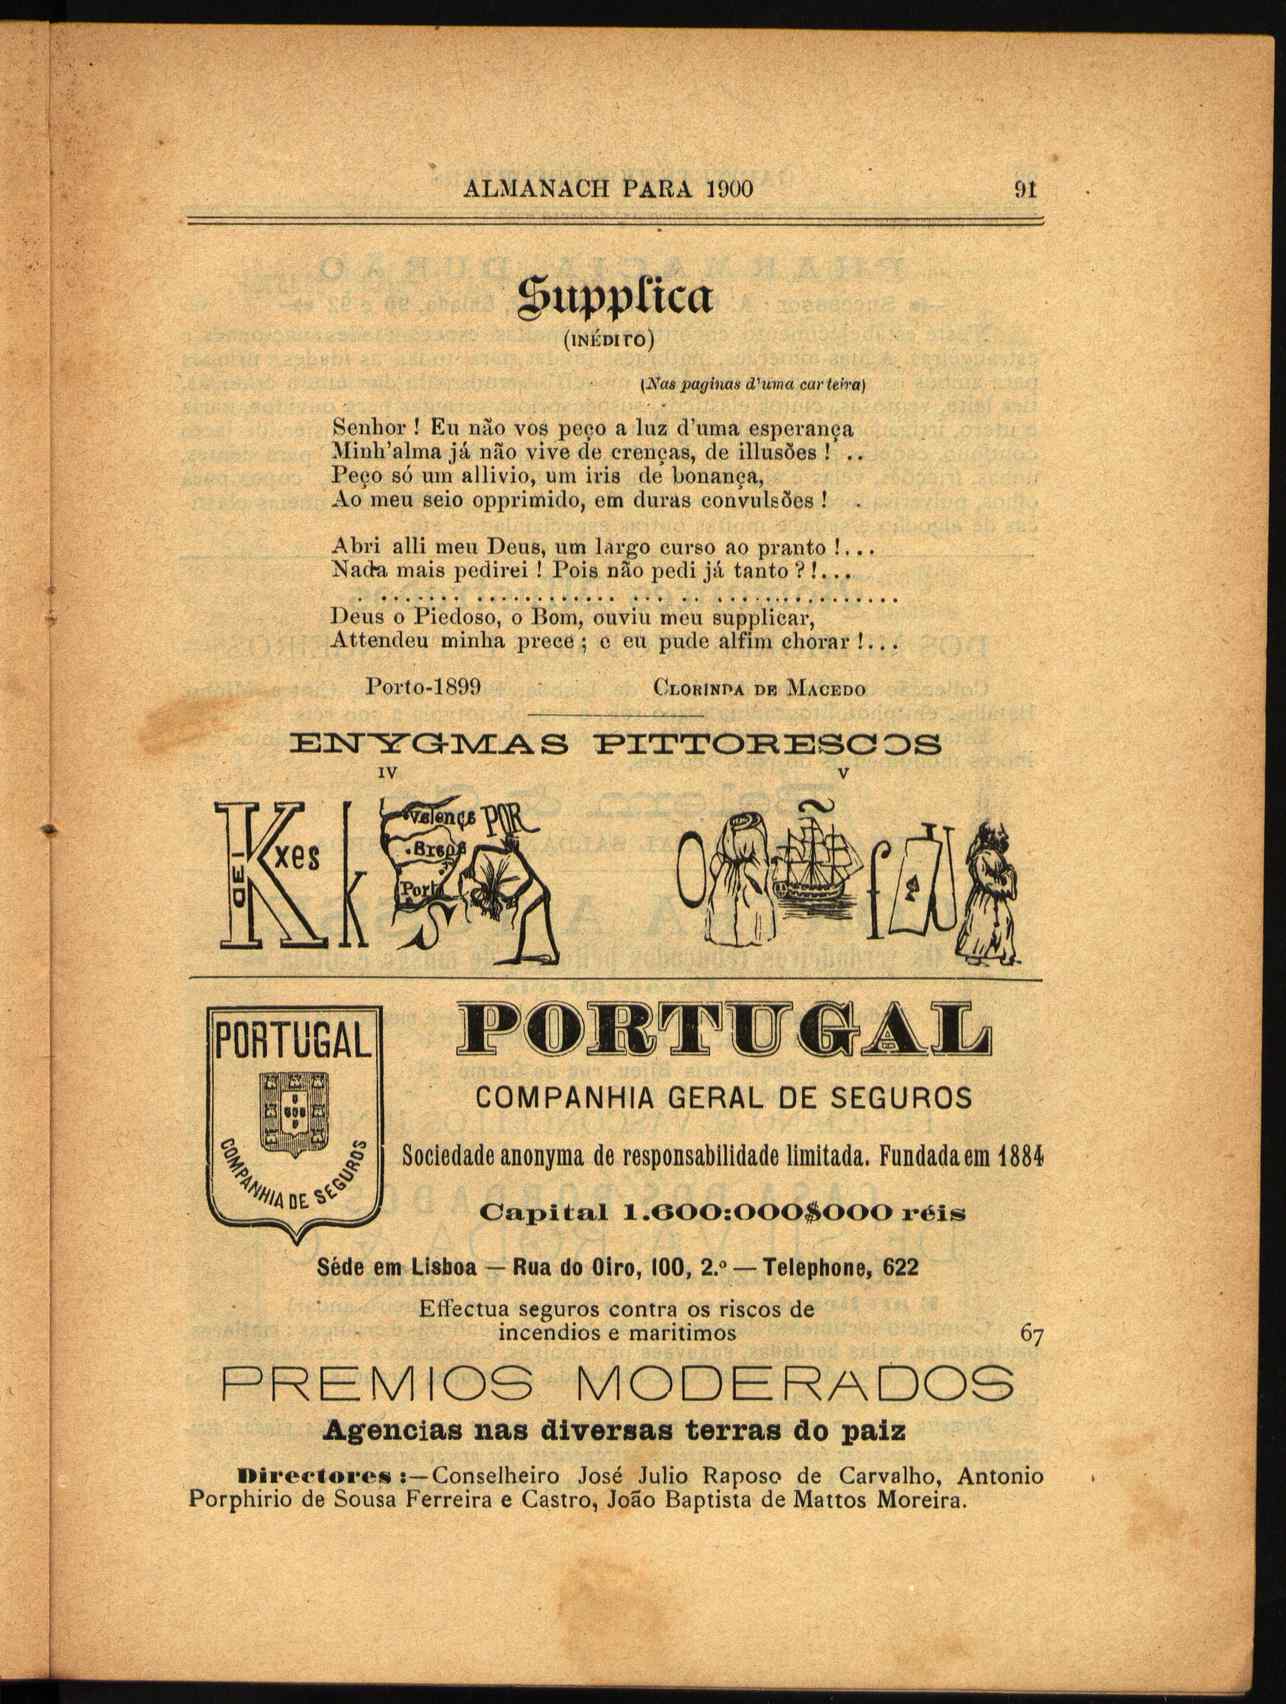 ALMANACH PARA 1900 91
Supplica
(INÉDITO)
(Nas paginas d'uma carteira)
Senhor ! Eu não vos peço a luz d'uma esperança
Minh'alma já não vive de crenças, de illusões ! ..
Peço só um allivio, um iris de bonança,
Ao meu seio opprimido, em duras convulsões ! .
Abri alli meu Deus, um largo curso ao pranto !...
Nada mais pedirei ! Pois não pedi já tanto ? !...
. ....... ............ ... .. ................
Deus o Piedoso, o Bom, ouviu meu supplicar,
Attendeu minha prece ; e eu pude alfim chorar !...
Porto-1899 CLORINDA DE MACEDO
ENYGMAS PITTORESCOS
IV V
K DEI xes k Valença POR
Braga
Porto
O ~ f A U
PORTUGAL
COMPANHIA DE SEGUROS
PORTUGAL
COMPANHIA GERAL DE SEGUROS
Sociedade anonyma de responsabilidade limitada. Fundada em 1884
Capital 1.600:000$000 réis
Séde em Lisboa — Rua do Oiro, 100, 2.º — Telephone, 622
Effectua seguros contra os riscos de
incendios e maritimos 67
PREMIOS MODERADOS
Agencias nas diversas terras do paiz
Directores :—Conselheiro José Julio Raposo de Carvalho, Antonio
Porphirio de Sousa Ferreira e Castro, João Baptista de Mattos Moreira.